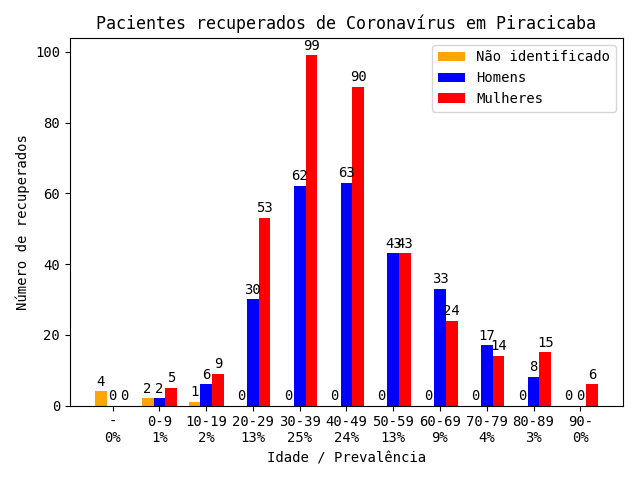 Pacientes recuperados de Coronavírus em Piracicaba
Não identificado
Homens
Mulheres
Número de recuperados
100
80
60
40
20
0
4 0 0
2 2 5
1 6 9
0 30 53
0 62 99
0 63 90
0 43 43
0 33 24
0 17 14
0 8 15
0 0 6
- 0-9 10-19 20-29 30-39 40-49 50-59 60-69 70-79 80-89 90-
0% 1% 2% 13% 25% 24% 13% 9% 4% 3% 0%
Idade / Prevalência